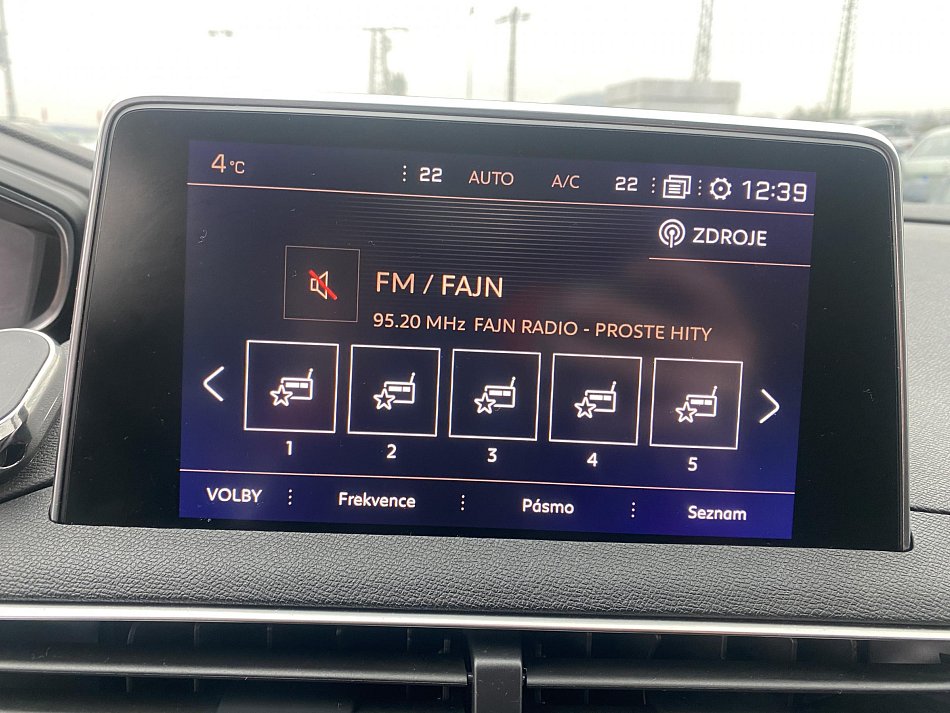 4°C 22 AUTO A/C 22 12:39
ZDROJE
FM / FAJN
95.20 MHz FAJN RADIO - PROSTE HITY
1 2 3 4 5
VOLBY Frekvence Pásmo Seznam